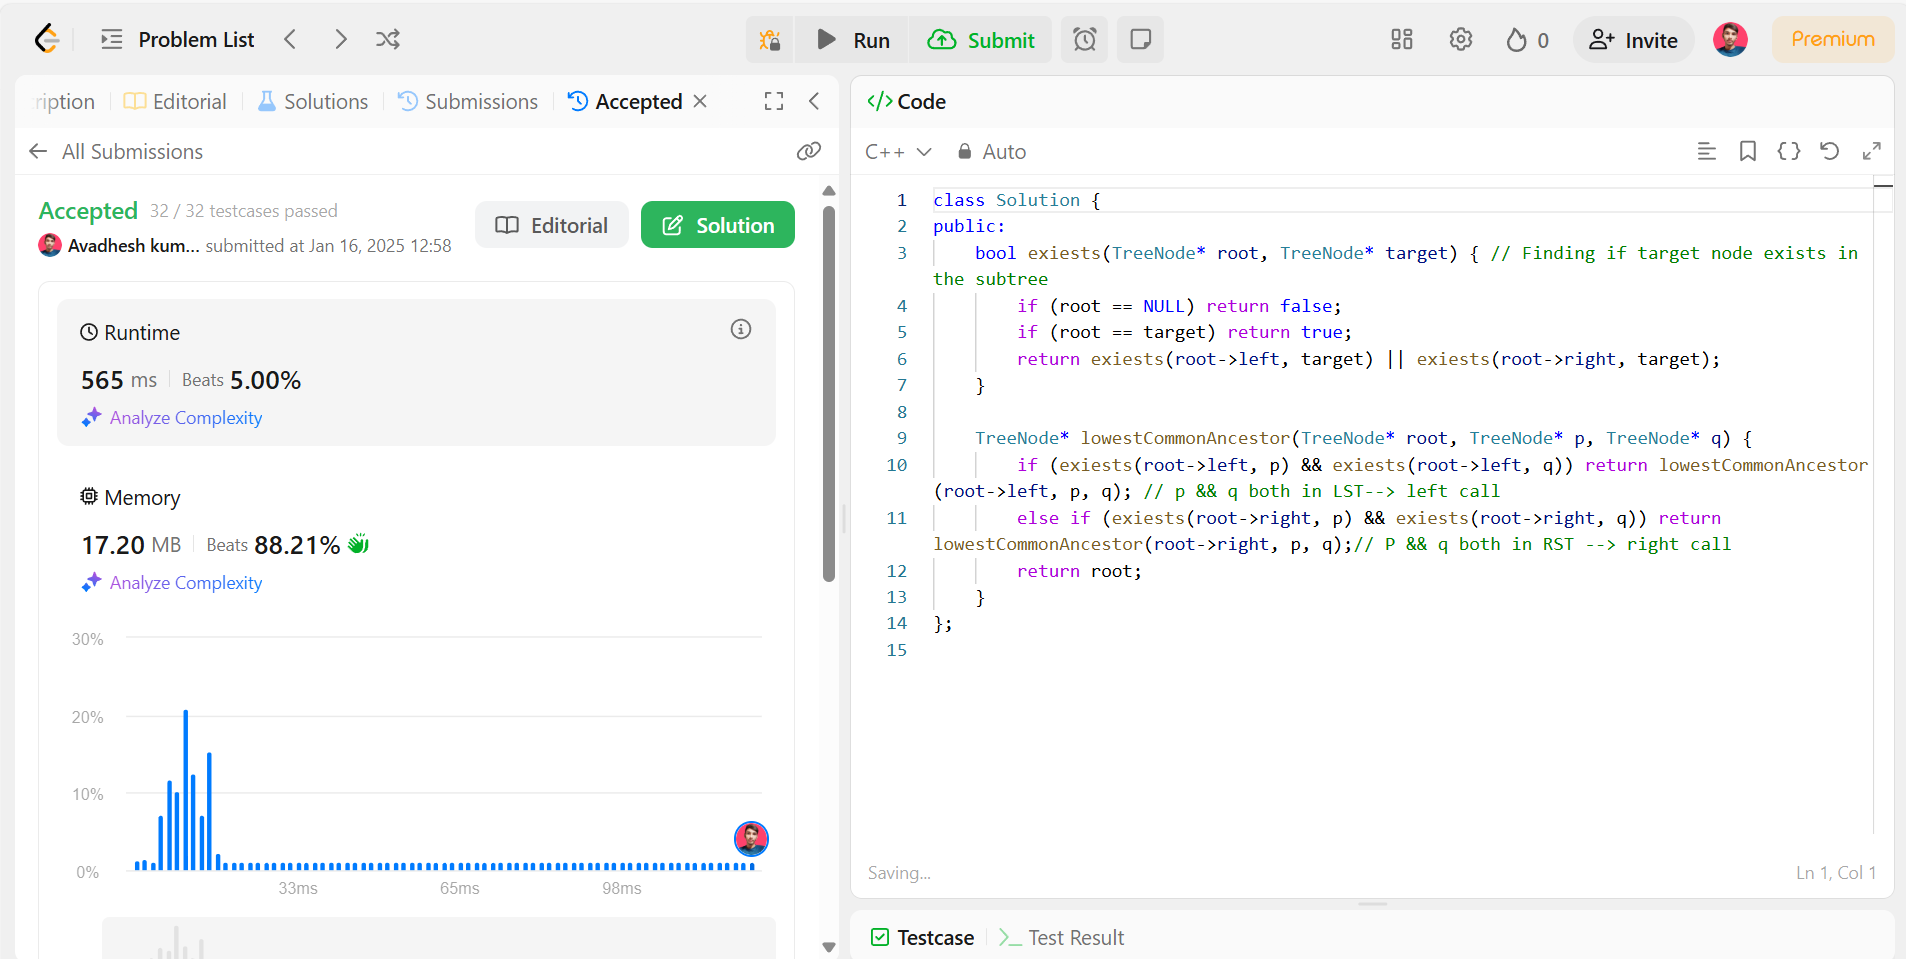 Problem List
Run
Submit
0
Invite
Premium
ription
Editorial
Solutions
Submissions
Accepted
All Submissions
Accepted 32 / 32 testcases passed
Avadhesh kum... submitted at Jan 16, 2025 12:58
Editorial
Solution
Runtime
565 ms Beats 5.00%
Analyze Complexity
Memory
17.20 MB Beats 88.21%
Analyze Complexity
30%
20%
10%
0%
33ms 65ms 98ms
</> Code
C++ Auto
1 class Solution {
2 public:
3 bool exiests(TreeNode* root, TreeNode* target) { // Finding if target node exists in
the subtree
4 if (root == NULL) return false;
5 if (root == target) return true;
6 return exiests(root->left, target) || exiests(root->right, target);
7 }
8
9 TreeNode* lowestCommonAncestor(TreeNode* root, TreeNode* p, TreeNode* q) {
10 if (exiests(root->left, p) && exiests(root->left, q)) return lowestCommonAncestor
(root->left, p, q); // p && q both in LST--> left call
11 else if (exiests(root->right, p) && exiests(root->right, q)) return
lowestCommonAncestor(root->right, p, q);// P && q both in RST --> right call
12 return root;
13 }
14 };
15
Saving...
Ln 1, Col 1
Testcase
Test Result